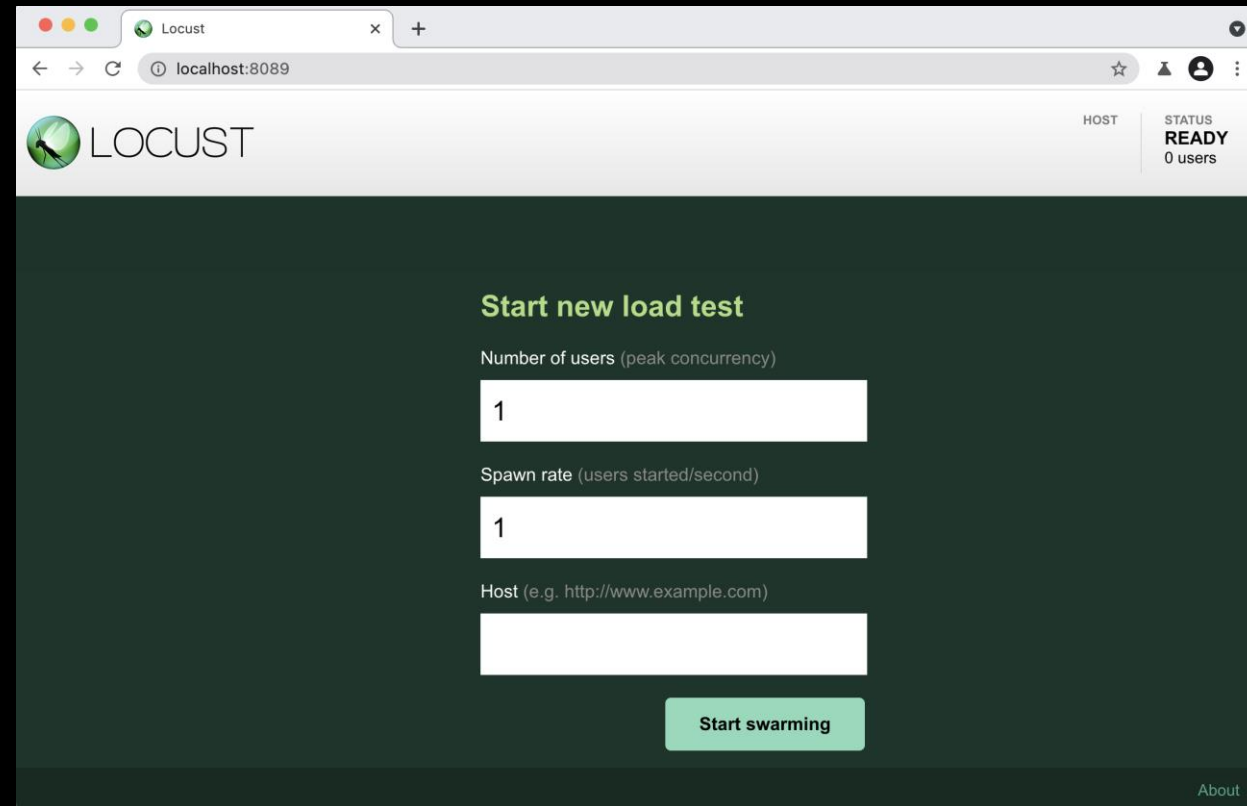 Locust
localhost:8089
LOCUST
HOST
STATUS
READY
0 users
Start new load test
Number of users (peak concurrency)
1
Spawn rate (users started/second)
1
Host (e.g. http://www.example.com)
Start swarming
About